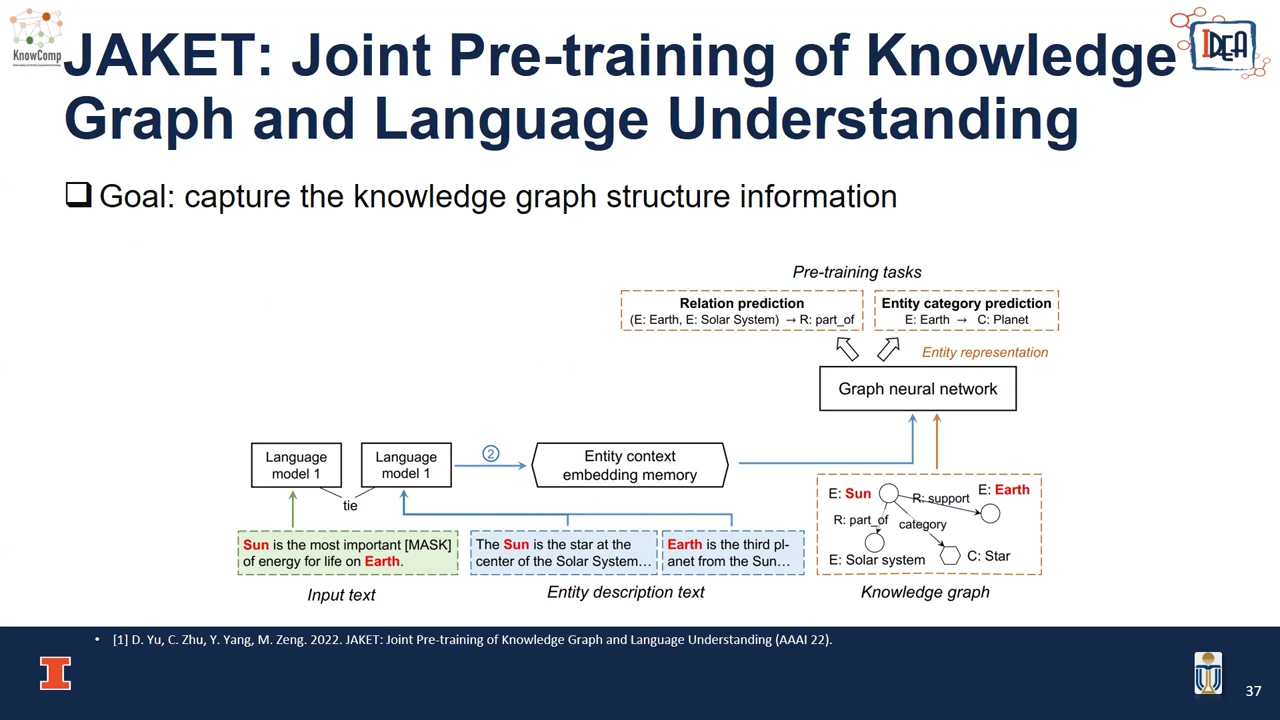 KnowComp
IDEA
JAKET: Joint Pre-training of Knowledge
Graph and Language Understanding
Goal: capture the knowledge graph structure information
Pre-training tasks
Relation prediction
(E: Earth, E: Solar System) → R: part_of
Entity category prediction
E: Earth → C: Planet
Entity representation
Graph neural network
Language
model 1
Language
model 1
tie
2
Entity context
embedding memory
Sun is the most important [MASK]
of energy for life on Earth.
Input text
The Sun is the star at the
center of the Solar System…
Earth is the third pl-
anet from the Sun…
Entity description text
E: Sun
R: support
E: Earth
R: part_of
category
E: Solar system
C: Star
Knowledge graph
• [1] D. Yu, C. Zhu, Y. Yang, M. Zeng. 2022. JAKET: Joint Pre-training of Knowledge Graph and Language Understanding (AAAI 22).
I
37